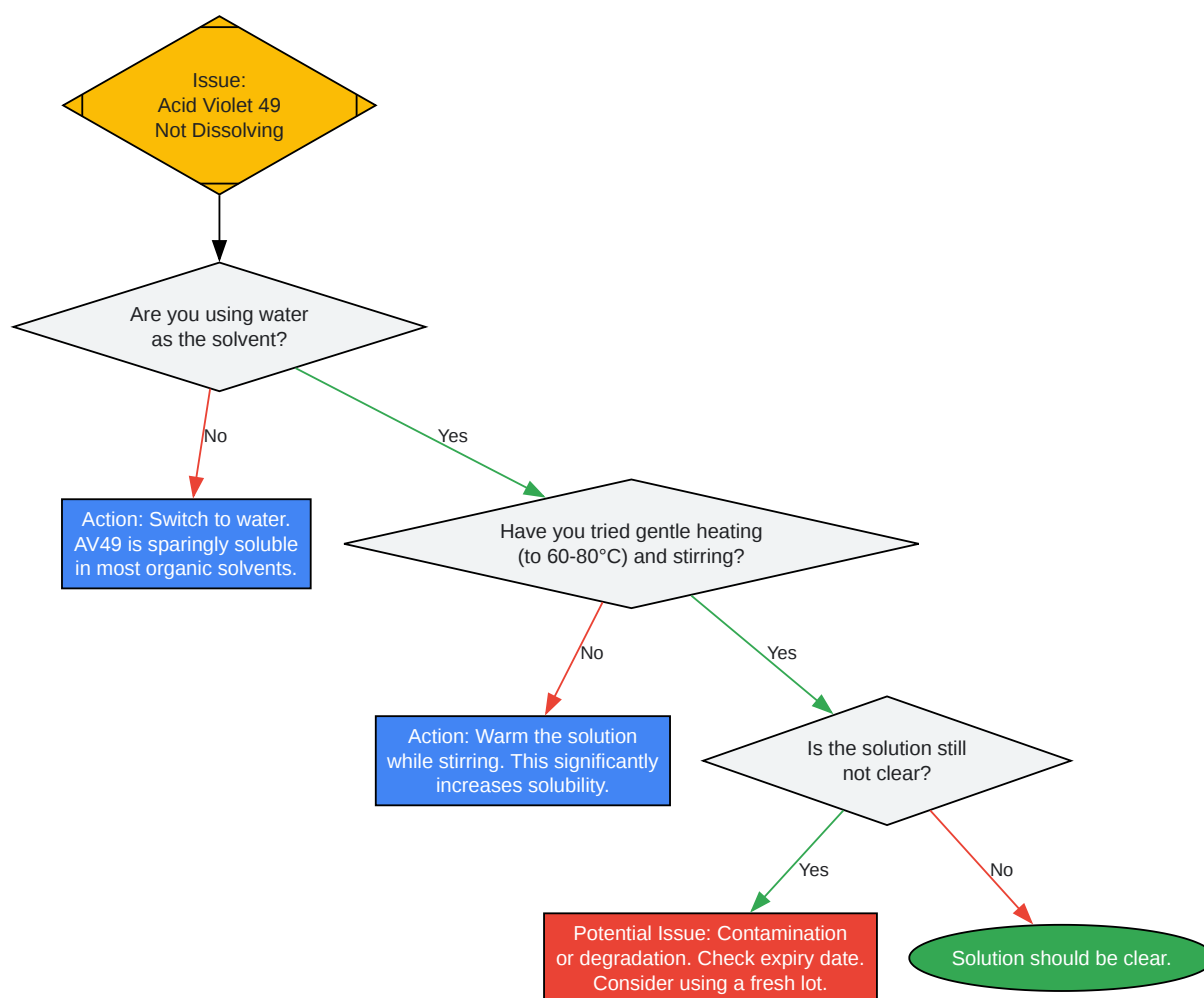 Issue:
Acid Violet 49
Not Dissolving
Are you using water
as the solvent?
No
Yes
Action: Switch to water.
AV49 is sparingly soluble
in most organic solvents.
Have you tried gentle heating
(to 60-80°C) and stirring?
No
Yes
Action: Warm the solution
while stirring. This significantly
increases solubility.
Is the solution still
not clear?
Yes
No
Potential Issue: Contamination
or degradation. Check expiry date.
Consider using a fresh lot.
Solution should be clear.